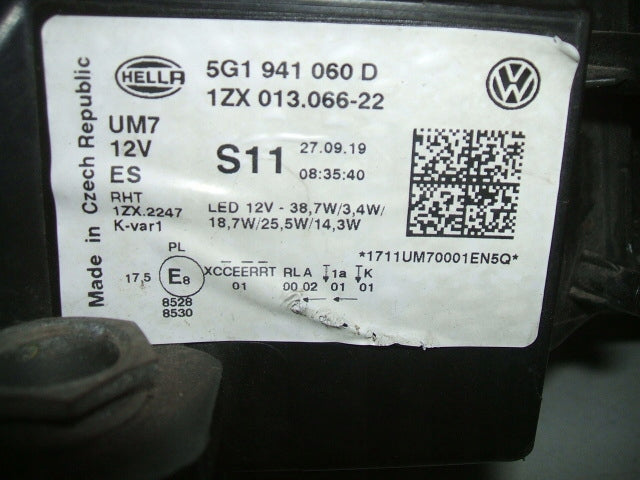 Made in Czech Republic
HELLA
5G1 941 060 D
1ZX 013.066-22
UM7
12V
ES
S11
27.09.19
08:35:40
RHT
1ZX.2247
K-var1
LED 12V - 38,7W/3,4W/
18,7W/25,5W/14,3W
*1711UM70001EN5Q*
PL
17,5 E8 XCCEERRT RL A 1a K
01 00 02 01 01
8528
8530